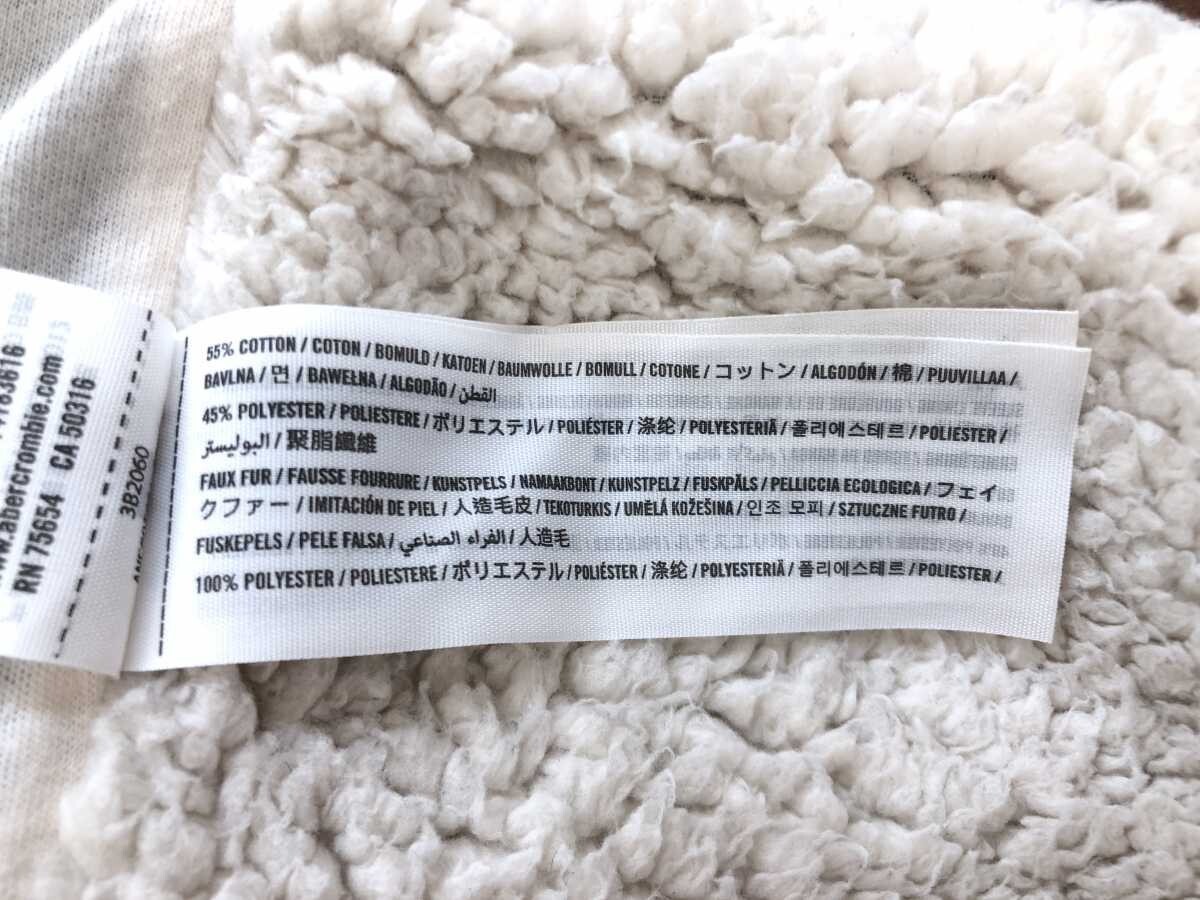 55% COTTON / COTON / BOMULD / KATOEN / BAUMWOLLE / BOMULL / COTONE / コットン / ALGODÓN / 棉 / PUUVILLAA /
BAVLNA / 면 / BAWEŁNA / ALGODÃO / القطن
45% POLYESTER / POLIESTERE / ポリエステル / POLIÉSTER / 涤纶 / POLYESTERIÄ / 폴리에스테르 / POLIESTER /
البوليستر / 聚脂纖維
FAUX FUR / FAUSSE FOURRURE / KUNSTPELS / NAMAAKBONT / KUNSTPELZ / FUSKPÄLS / PELLICCIA ECOLOGICA / フェイ
クファー / IMITACIÓN DE PIEL / 人造毛皮 / TEKOTURKIS / UMĚLÁ KOŽEŠINA / 인조 모피 / SZTUCZNE FUTRO /
FUSKEPELS / PELE FALSA / الفراء الصناعي / 人造毛
100% POLYESTER / POLIESTERE / ポリエステル / POLIÉSTER / 涤纶 / POLYESTERIÄ / 폴리에스테르 / POLIESTER /
www.abercrombie.com
RN 75654 CA 50316
3B2060